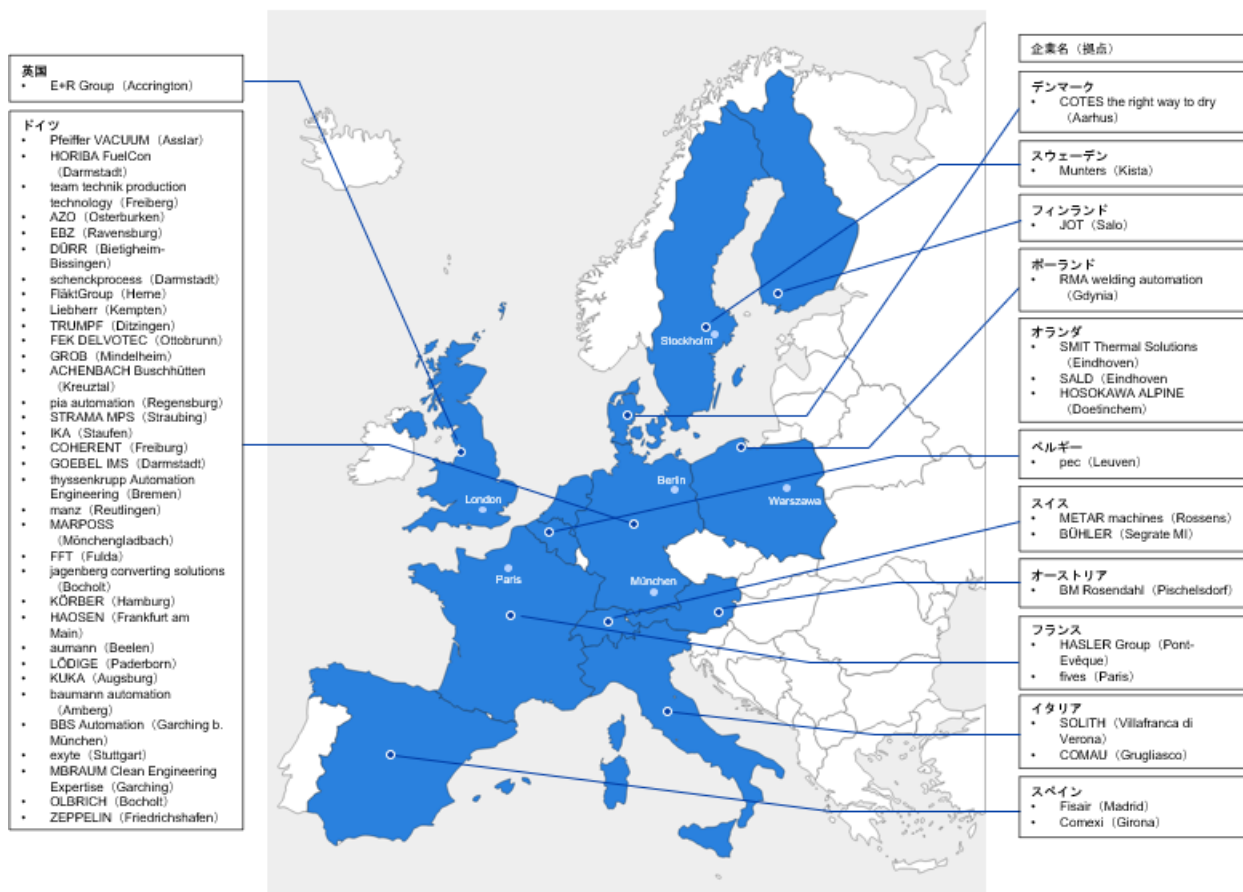 英国
• E+R Group（Accrington）
ドイツ
• Pfeiffer VACUUM（Asslar）
• HORIBA FuelCon
（Darmstadt）
• team technik production
technology（Freiberg）
• AZO（Osterburken）
• EBZ（Ravensburg）
• DÜRR（Bietigheim-
Bissingen）
• schenckprocess（Darmstadt）
• FläktGroup（Herne）
• Liebherr（Kempten）
• TRUMPF（Ditzingen）
• FEK DELVOTEC（Ottobrunn）
• GROB（Mindelheim）
• ACHENBACH Buschhütten
（Kreuztal）
• pia automation（Regensburg）
• STRAMA MPS（Straubing）
• IKA（Staufen）
• COHERENT（Freiburg）
• GOEBEL IMS（Darmstadt）
• thyssenkrupp Automation
Engineering（Bremen）
• manz（Reutlingen）
• MARPOSS
（Mönchengladbach）
• FFT（Fulda）
• jagenberg converting solutions
（Bocholt）
• KÖRBER（Hamburg）
• HAOSEN（Frankfurt am
Main）
• aumann（Beelen）
• LÖDIGE（Paderborn）
• KUKA（Augsburg）
• baumann automation
（Amberg）
• BBS Automation（Garching b.
München）
• exyte（Stuttgart）
• MBRAUM Clean Engineering
Expertise（Garching）
• OLBRICH（Bocholt）
• ZEPPELIN（Friedrichshafen）
Stockholm
Berlin
Warszawa
London
Paris
München
企業名（拠点）
デンマーク
• COTES the right way to dry
（Aarhus）
スウェーデン
• Munters（Kista）
フィンランド
• JOT（Salo）
ポーランド
• RMA welding automation
（Gdynia）
オランダ
• SMIT Thermal Solutions
（Eindhoven）
• SALD（Eindhoven
• HOSOKAWA ALPINE
（Doetinchem）
ベルギー
• pec（Leuven）
スイス
• METAR machines（Rossens）
• BÜHLER（Segrate MI）
オーストリア
• BM Rosendahl（Pischelsdorf）
フランス
• HASLER Group（Pont-
Evêque）
• fives（Paris）
イタリア
• SOLITH（Villafranca di
Verona）
• COMAU（Grugliasco）
スペイン
• Fisair（Madrid）
• Comexi（Girona）